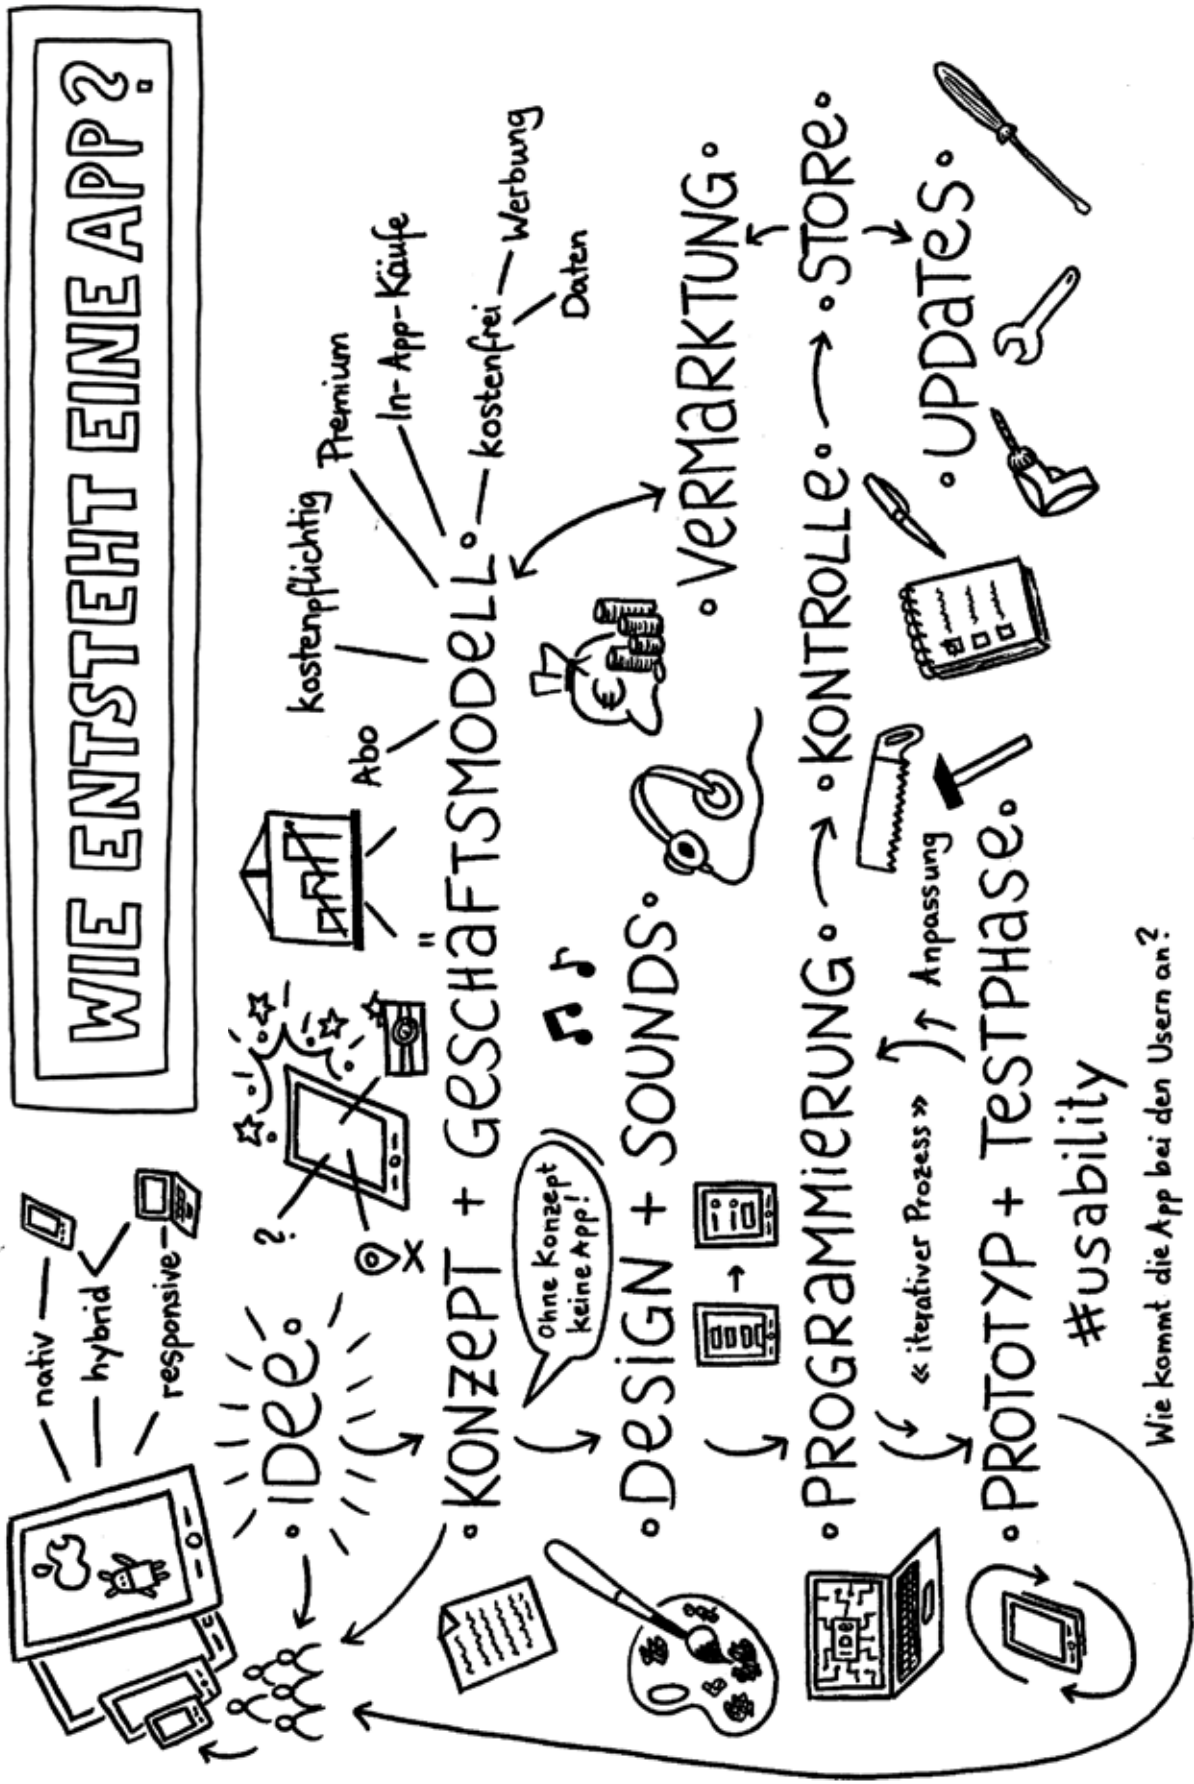 WIE ENTSTEHT EINE APP?
nativ
hybrid
responsive
IDee
?
X
KONZePT + GeSCHäFTSMODeLL
Abo
kostenpflichtig
Premium
In-App-Käufe
kostenfrei
Werbung
Daten
Ohne Konzept
keine App!
€
DeSiGN + SOUNDS
VeRMaRKTUNG
PROGRaMMieRUNG
KONTROLLe
STORe
IDe
« iterativer Prozess »
Anpassung
UPDaTeS
PROTOTYP + TeSTPHaSe
#usability
Wie kommt die App bei den Usern an?